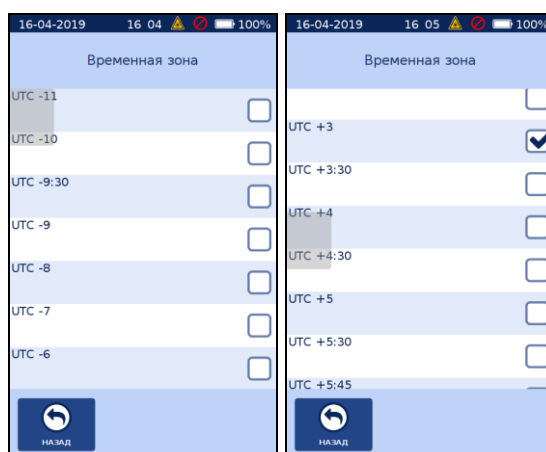 16-04-2019 16 04 100%
Временная зона
UTC -11
UTC -10
UTC -9:30
UTC -9
UTC -8
UTC -7
UTC -6
НАЗАД
16-04-2019 16 05 100%
Временная зона
UTC +3
UTC +3:30
UTC +4
UTC +4:30
UTC +5
UTC +5:30
UTC +5:45
НАЗАД